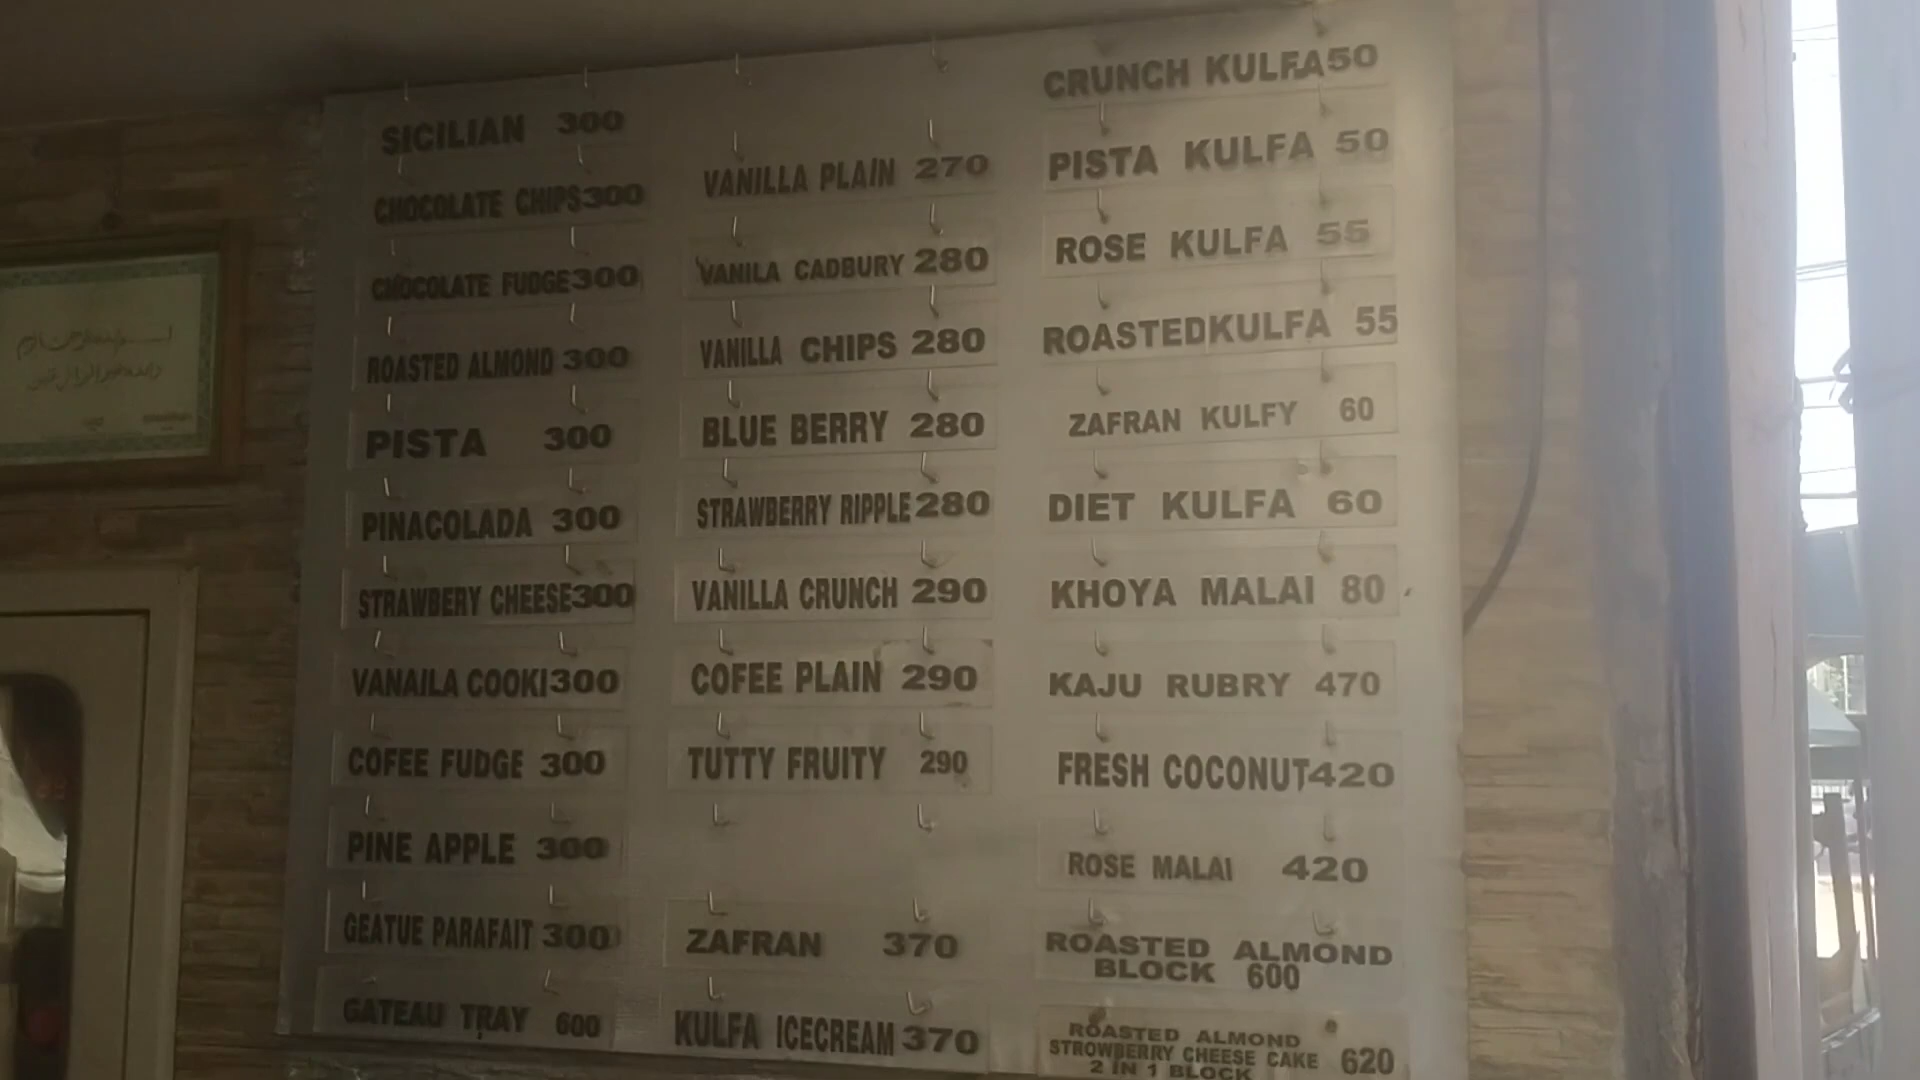 SICILIAN 300
CHOCOLATE CHIPS 300
CHOCOLATE FUDGE 300
ROASTED ALMOND 300
PISTA 300
PINACOLADA 300
STRAWBERY CHEESE 300
VANAILA COOKI 300
COFEE FUDGE 300
PINE APPLE 300
GEATUE PARAFAIT 300
GATEAU TRAY 600
VANILLA PLAIN 270
VANILA CADBURY 280
VANILLA CHIPS 280
BLUE BERRY 280
STRAWBERRY RIPPLE 280
VANILLA CRUNCH 290
COFEE PLAIN 290
TUTTY FRUITY 290
ZAFRAN 370
KULFA ICECREAM 370
CRUNCH KULFA 50
PISTA KULFA 50
ROSE KULFA 55
ROASTEDKULFA 55
ZAFRAN KULFY 60
DIET KULFA 60
KHOYA MALAI 80
KAJU RUBRY 470
FRESH COCONUT 420
ROSE MALAI 420
ROASTED ALMOND
BLOCK 600
ROASTED ALMOND
STROWBERRY CHEESE CAKE 620
2 IN 1 BLOCK